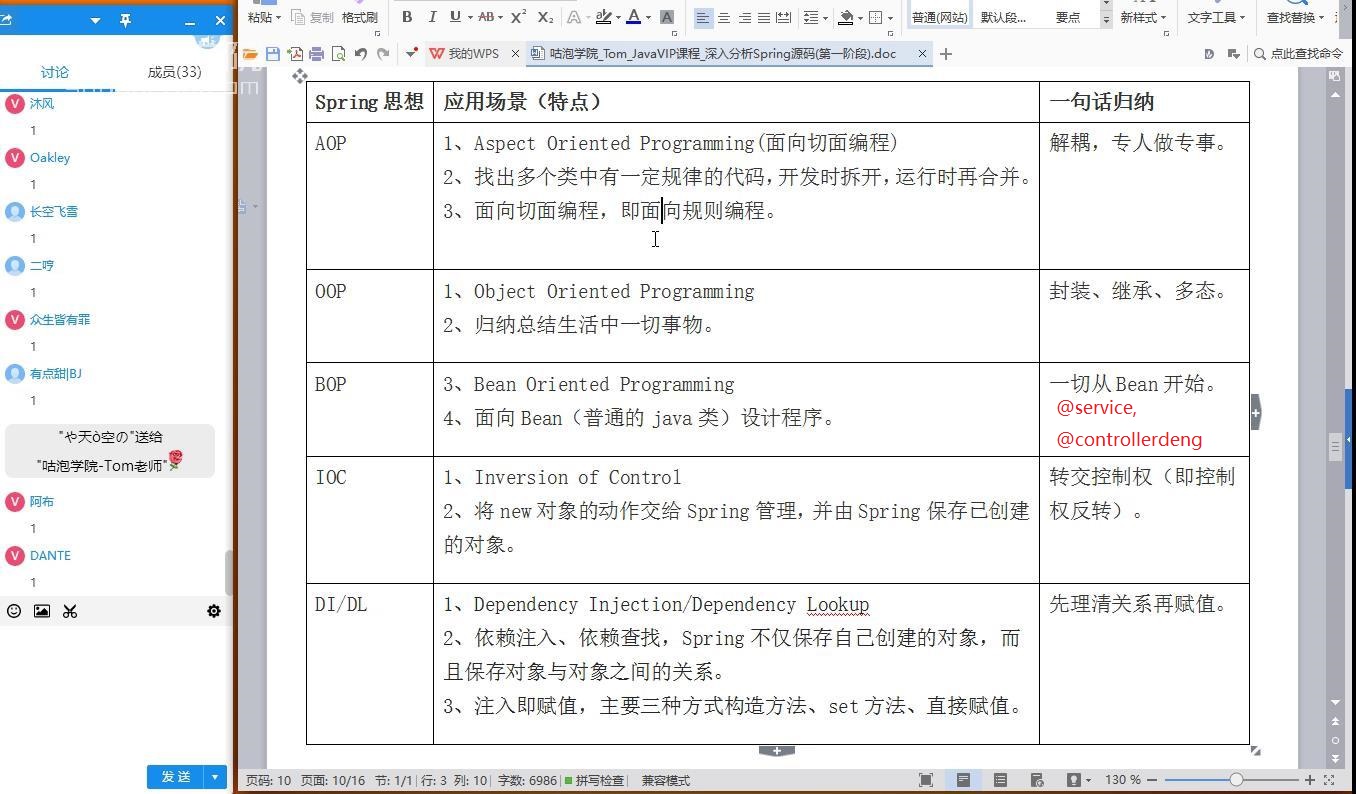 讨论
成员(33)
沐风
1
Oakley
1
长空飞雪
1
二哼
1
众生皆有罪
1
有点甜|BJ
1
"や天ò空の"送给
"咕泡学院-Tom老师"
阿布
1
DANTE
1
发送
粘贴 复制 格式刷
B I U AB X² X₂ A A A
普通(网站) 默认段... 要点 新样式 文字工具 查找替换
我的WPS 咕泡学院_Tom_JavaVIP课程_深入分析Spring源码(第一阶段).doc 点此查找命令
Spring 思想 应用场景（特点） 一句话归纳
AOP
1、Aspect Oriented Programming(面向切面编程)
2、找出多个类中有一定规律的代码,开发时拆开,运行时再合并。
3、面向切面编程，即面向规则编程。
解耦，专人做专事。
OOP
1、Object Oriented Programming
2、归纳总结生活中一切事物。
封装、继承、多态。
BOP
3、Bean Oriented Programming
4、面向Bean（普通的 java 类）设计程序。
一切从Bean 开始。
@service,
@controllerdeng
IOC
1、Inversion of Control
2、将 new 对象的动作交给 Spring 管理,并由 Spring 保存已创建
的对象。
转交控制权（即控制
权反转）。
DI/DL
1、Dependency Injection/Dependency Lookup
2、依赖注入、依赖查找，Spring 不仅保存自己创建的对象，而
且保存对象与对象之间的关系。
3、注入即赋值，主要三种方式构造方法、set 方法、直接赋值。
先理清关系再赋值。
页码: 10 页面: 10/16 节: 1/1 行: 3 列: 10 字数: 6986 拼写检查 兼容模式 130 %